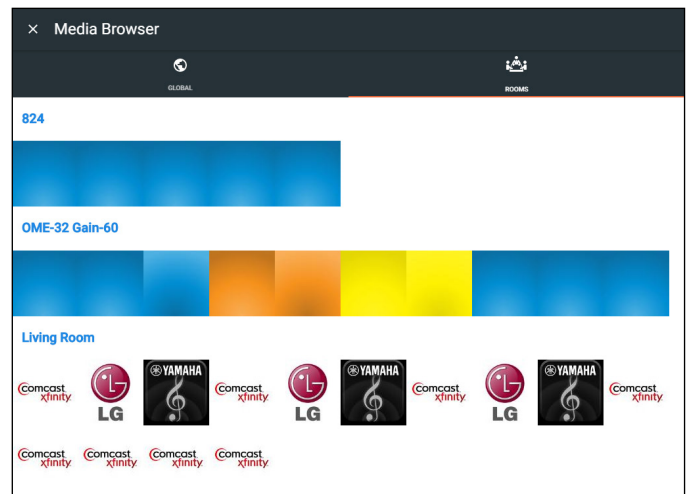 × Media Browser
GLOBAL
ROOMS
824
OME-32 Gain-60
Living Room
Comcast xfinity LG YAMAHA Comcast xfinity LG YAMAHA Comcast xfinity LG YAMAHA Comcast xfinity
Comcast xfinity Comcast xfinity Comcast xfinity Comcast xfinity